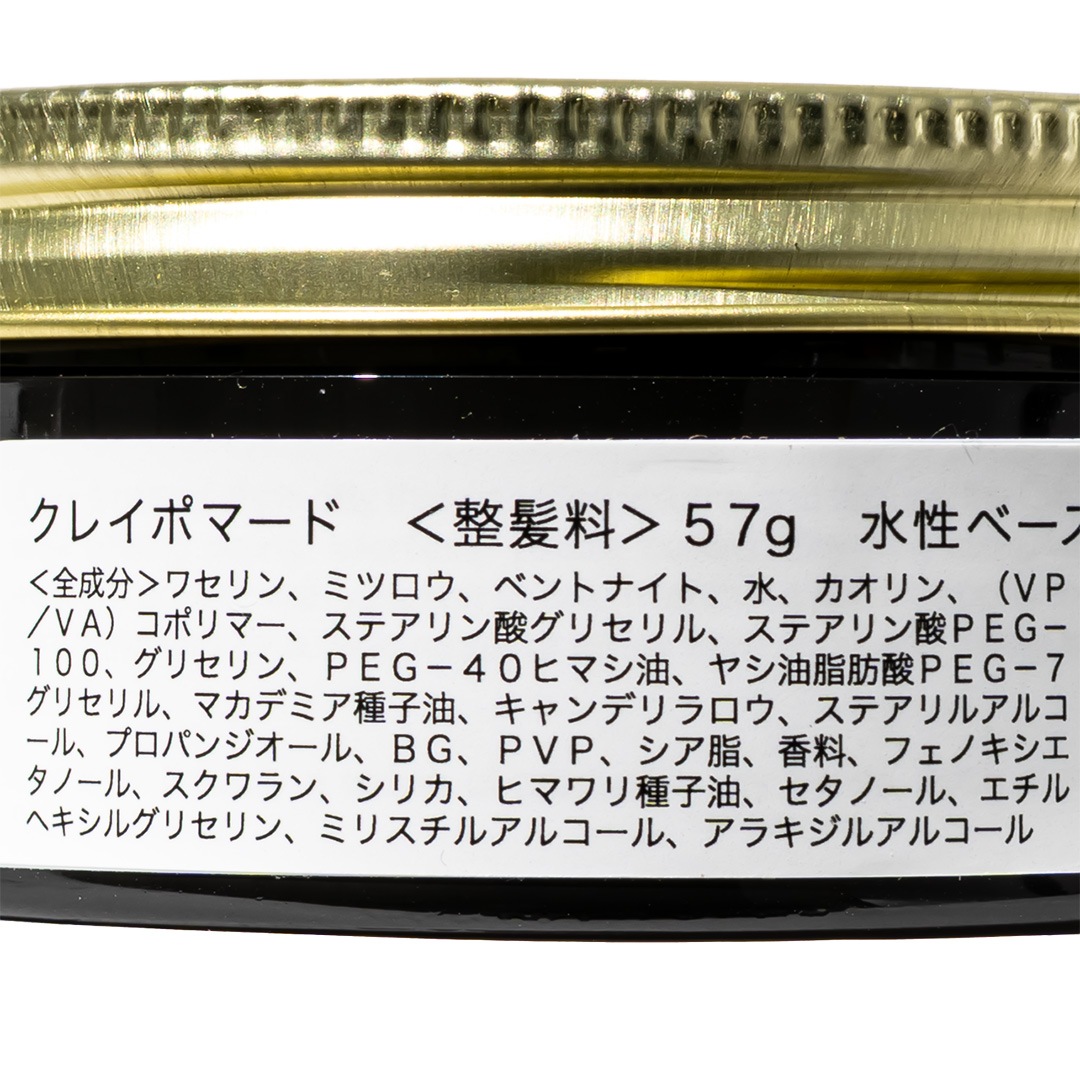 クレイポマード ＜整髪料＞57g 水性ベース
＜全成分＞ワセリン、ミツロウ、ベントナイト、水、カオリン、（VP
/VA）コポリマー、ステアリン酸グリセリル、ステアリン酸PEG－
100、グリセリン、PEG－40ヒマシ油、ヤシ油脂肪酸PEG－7
グリセリル、マカデミア種子油、キャンデリラロウ、ステアリルアルコ
ール、プロパンジオール、BG、PVP、シア脂、香料、フェノキシエ
タノール、スクワラン、シリカ、ヒマワリ種子油、セタノール、エチル
ヘキシルグリセリン、ミリスチルアルコール、アラキジルアルコール